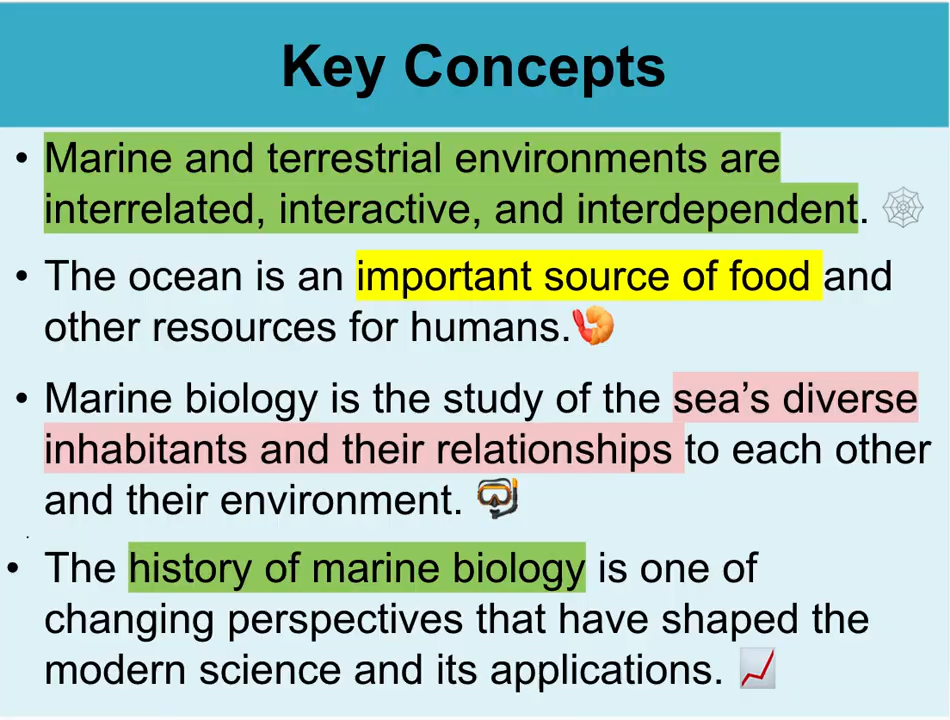 Key Concepts
• Marine and terrestrial environments are
interrelated, interactive, and interdependent.
• The ocean is an important source of food and
other resources for humans.
• Marine biology is the study of the sea’s diverse
inhabitants and their relationships to each other
and their environment.
• The history of marine biology is one of
changing perspectives that have shaped the
modern science and its applications.